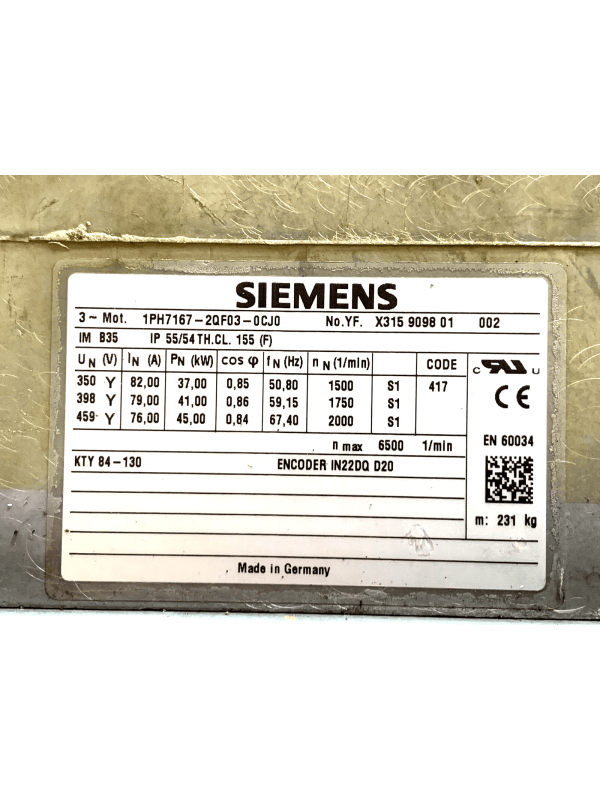 SIEMENS
3~ Mot. 1PH7167-2QF03-0CJ0 No.YF. X315 9098 01 002
IM B35 IP 55/54 TH.CL. 155 (F)
UN (V) IN (A) PN (kW) cos φ fN (Hz) nN (1/min) CODE
350 Y 82,00 37,00 0,85 50,80 1500 S1 417
398 Y 79,00 41,00 0,86 59,15 1750 S1
459 Y 76,00 45,00 0,84 67,40 2000 S1
c RU US
CE
n max 6500 1/min
EN 60034
KTY 84-130 ENCODER IN22DQ D20
m: 231 kg
Made in Germany